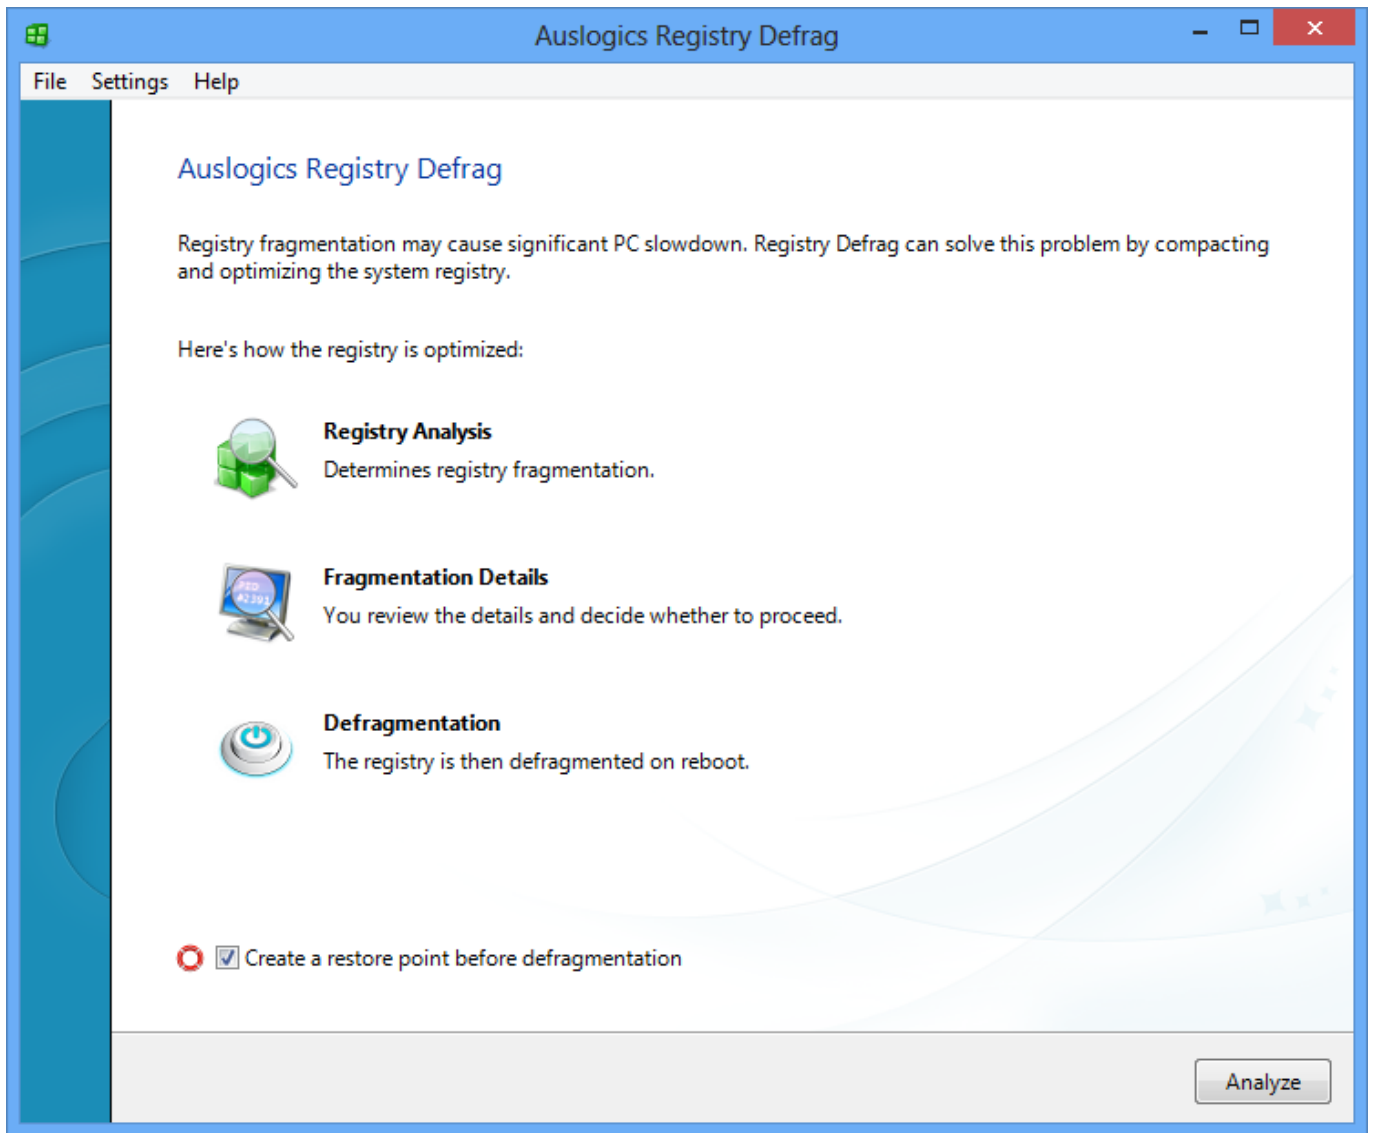 Auslogics Registry Defrag
File Settings Help
Auslogics Registry Defrag
Registry fragmentation may cause significant PC slowdown. Registry Defrag can solve this problem by compacting
and optimizing the system registry.
Here's how the registry is optimized:
Registry Analysis
Determines registry fragmentation.
Fragmentation Details
You review the details and decide whether to proceed.
Defragmentation
The registry is then defragmented on reboot.
Create a restore point before defragmentation
Analyze